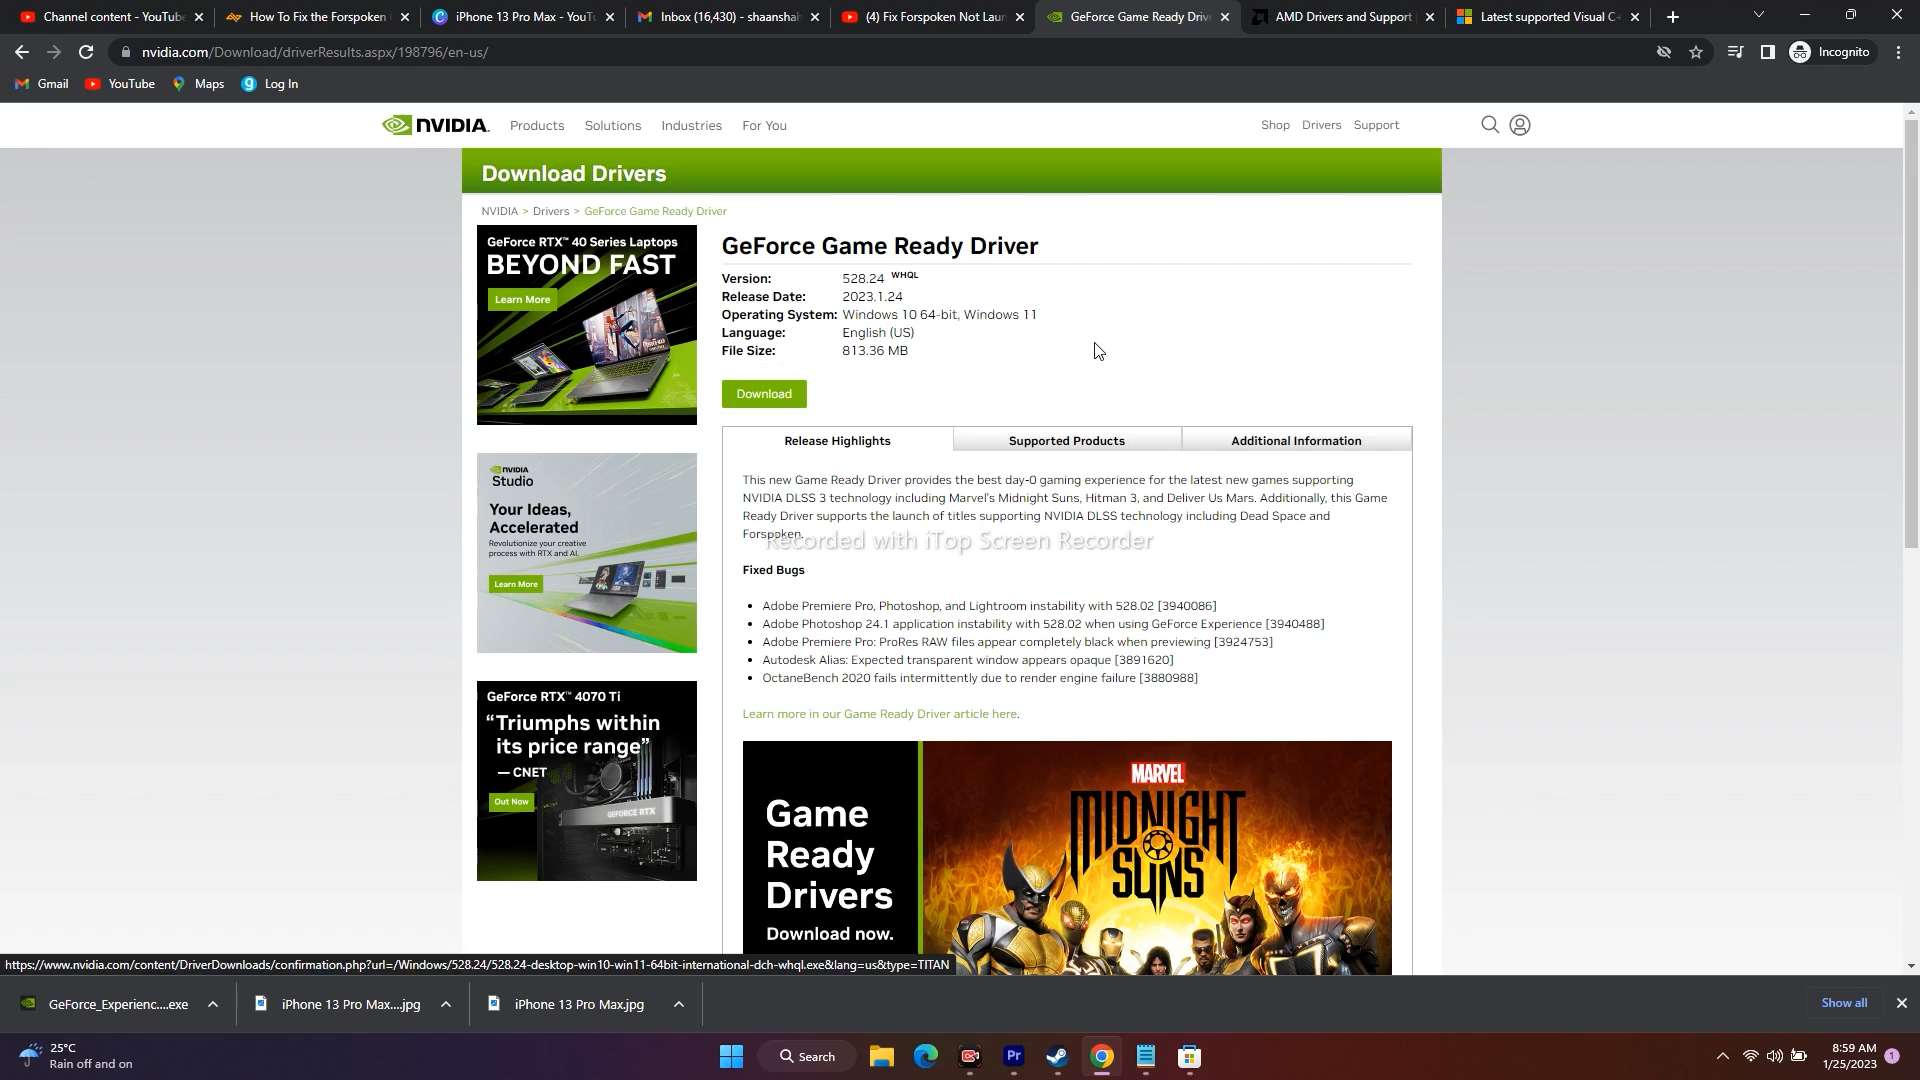 Channel content - YouTube
How To Fix the Forspoken
iPhone 13 Pro Max - YouTu
Inbox (16,430) - shaanshah
(4) Fix Forspoken Not Laun
GeForce Game Ready Drive
AMD Drivers and Support
Latest supported Visual C+
nvidia.com/Download/driverResults.aspx/198796/en-us/
Incognito
Gmail
YouTube
Maps
Log In
NVIDIA.
Products
Solutions
Industries
For You
Shop
Drivers
Support
Download Drivers
NVIDIA > Drivers > GeForce Game Ready Driver
GeForce RTX™ 40 Series Laptops
BEYOND FAST
Learn More
GeForce Game Ready Driver
Version: 528.24 WHQL
Release Date: 2023.1.24
Operating System: Windows 10 64-bit, Windows 11
Language: English (US)
File Size: 813.36 MB
Download
Release Highlights
Supported Products
Additional Information
This new Game Ready Driver provides the best day-0 gaming experience for the latest new games supporting
NVIDIA DLSS 3 technology including Marvel's Midnight Suns, Hitman 3, and Deliver Us Mars. Additionally, this Game
Ready Driver supports the launch of titles supporting NVIDIA DLSS technology including Dead Space and
Forspoken.
Recorded with iTop Screen Recorder
Fixed Bugs
• Adobe Premiere Pro, Photoshop, and Lightroom instability with 528.02 [3940086]
• Adobe Photoshop 24.1 application instability with 528.02 when using GeForce Experience [3940488]
• Adobe Premiere Pro: ProRes RAW files appear completely black when previewing [3924753]
• Autodesk Alias: Expected transparent window appears opaque [3891620]
• OctaneBench 2020 fails intermittently due to render engine failure [3880988]
Learn more in our Game Ready Driver article here.
NVIDIA
Studio
Your Ideas,
Accelerated
Revolutionize your creative
process with RTX and AI.
Learn More
GeForce RTX™ 4070 Ti
“Triumphs within
its price range”
— CNET
Out Now
GEFORCE RTX
Game
Ready
Drivers
Download now.
MARVEL
MIDNIGHT
SUNS
https://www.nvidia.com/content/DriverDownloads/confirmation.php?url=/Windows/528.24/528.24-desktop-win10-win11-64bit-international-dch-whql.exe&lang=us&type=TITAN
GeForce_Experienc....exe
iPhone 13 Pro Max....jpg
iPhone 13 Pro Max.jpg
Show all
25°C
Rain off and on
Search
Pr
8:59 AM
1/25/2023
1